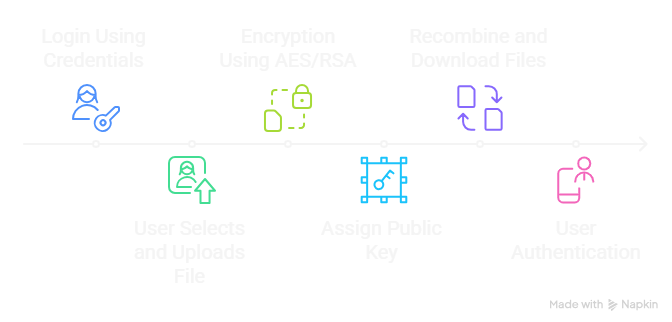 Login Using
Credentials
Encryption
Using AES/RSA
Recombine and
Download Files
User Selects
and Uploads
File
Assign Public
Key
User
Authentication
Made with Napkin